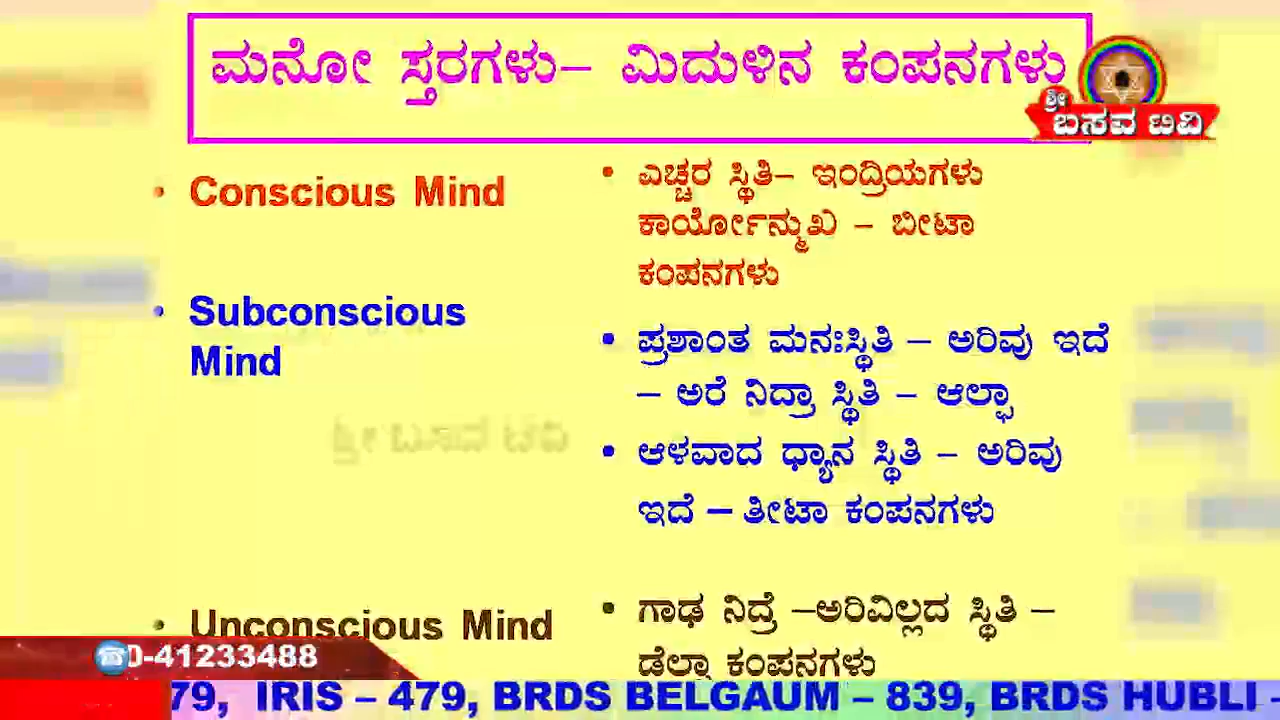 ಮನೋ ಸ್ತರಗಳು– ಮಿದುಳಿನ ಕಂಪನಗಳು
ಶ್ರೀ
ಬಸವ ಟಿವಿ
• Conscious Mind
• ಎಚ್ಚರ ಸ್ಥಿತಿ– ಇಂದ್ರಿಯಗಳು
ಕಾರ್ಯೋನ್ಮುಖ – ಬೀಟಾ
ಕಂಪನಗಳು
• Subconscious
Mind
• ಪ್ರಶಾಂತ ಮನಃಸ್ಥಿತಿ – ಅರಿವು ಇದೆ
– ಅರೆ ನಿದ್ರಾ ಸ್ಥಿತಿ – ಆಲ್ಫಾ
• ಆಳವಾದ ಧ್ಯಾನ ಸ್ಥಿತಿ – ಅರಿವು
ಇದೆ – ತೀಟಾ ಕಂಪನಗಳು
ಶ್ರೀ ಬಸವ ಟಿವಿ
• Unconscious Mind
• ಗಾಢ ನಿದ್ರೆ –ಅರಿವಿಲ್ಲದ ಸ್ಥಿತಿ –
ಡೆಲ್ಟಾ ಕಂಪನಗಳು
0-41233488
79, IRIS – 479, BRDS BELGAUM – 839, BRDS HUBLI -